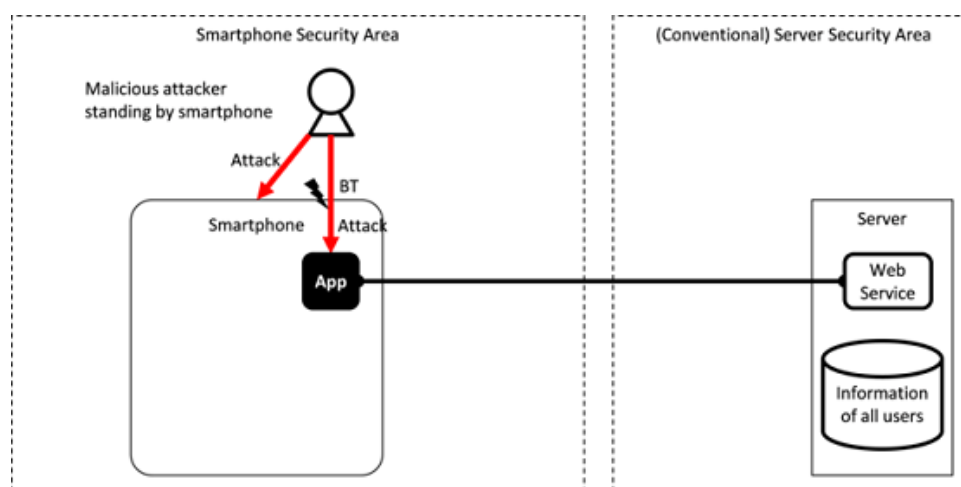 Smartphone Security Area
(Conventional) Server Security Area
Malicious attacker
standing by smartphone
Attack
BT
Smartphone
Attack
App
Server
Web
Service
Information
of all users